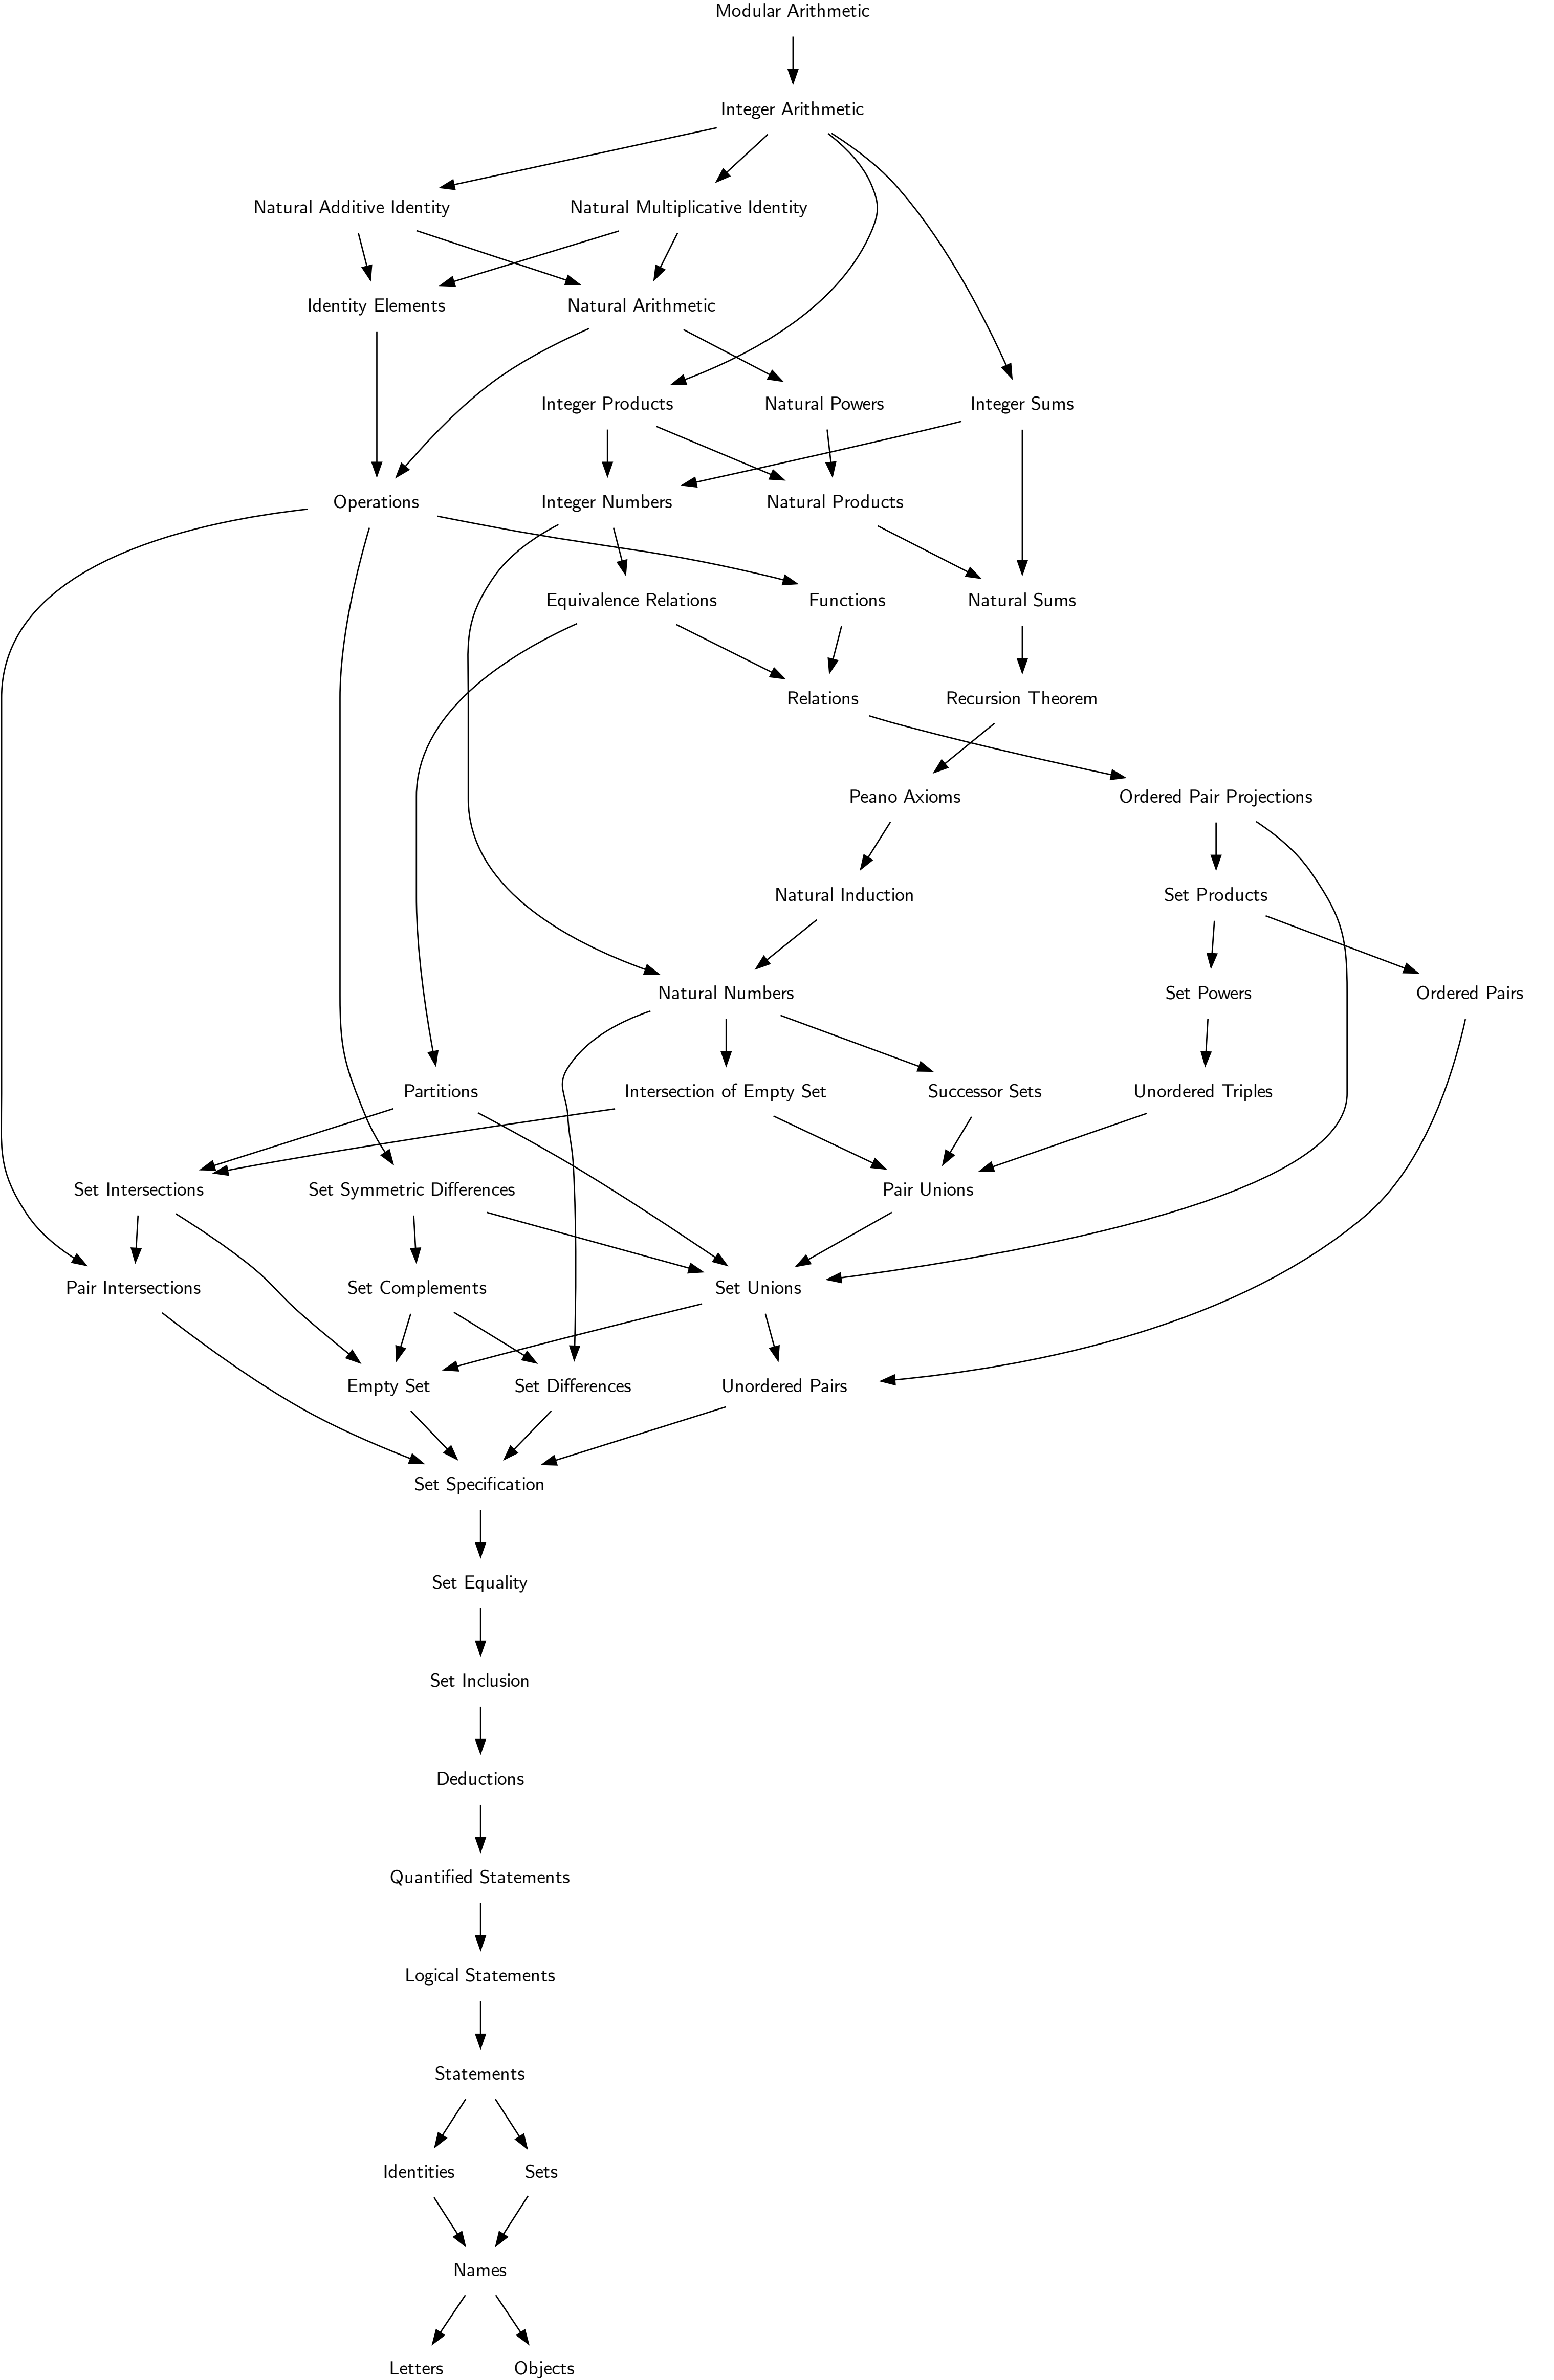 Modular Arithmetic
Integer Arithmetic
Natural Additive Identity
Natural Multiplicative Identity
Identity Elements
Natural Arithmetic
Integer Products
Natural Powers
Integer Sums
Operations
Integer Numbers
Natural Products
Equivalence Relations
Functions
Natural Sums
Relations
Recursion Theorem
Peano Axioms
Ordered Pair Projections
Natural Induction
Set Products
Natural Numbers
Set Powers
Ordered Pairs
Partitions
Intersection of Empty Set
Successor Sets
Unordered Triples
Set Intersections
Set Symmetric Differences
Pair Unions
Pair Intersections
Set Complements
Set Unions
Empty Set
Set Differences
Unordered Pairs
Set Specification
Set Equality
Set Inclusion
Deductions
Quantified Statements
Logical Statements
Statements
Identities
Sets
Names
Letters
Objects